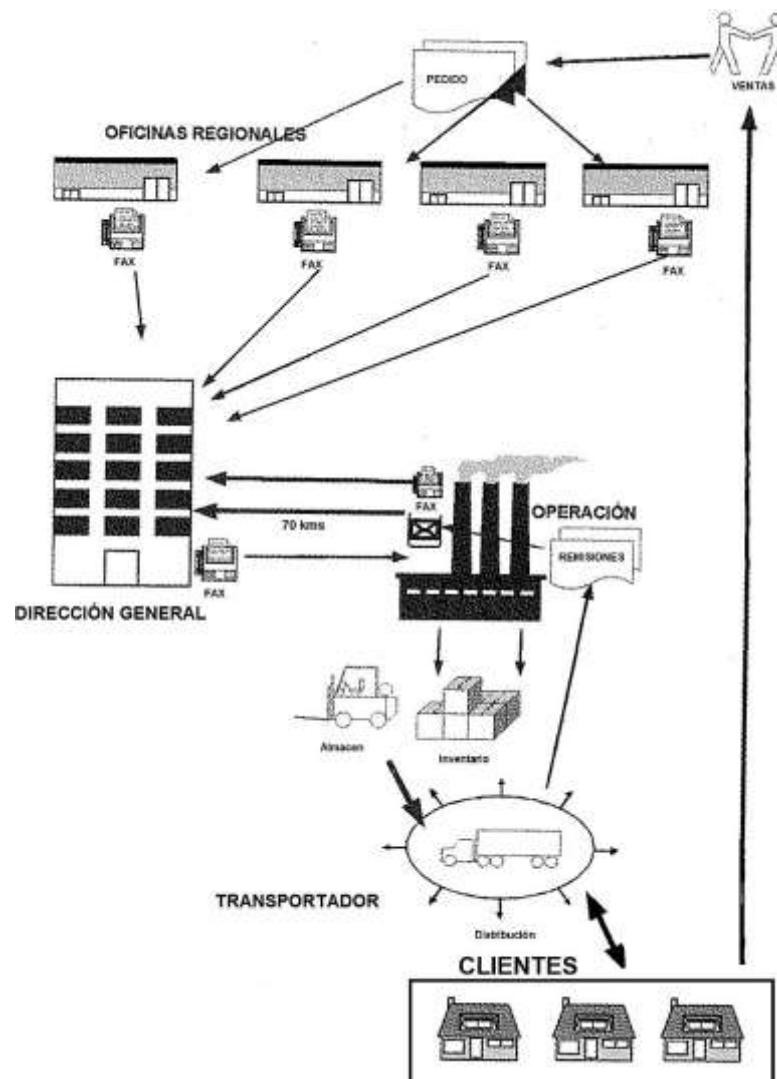 PEDIDO
VENTAS
OFICINAS REGIONALES
FAX
FAX
FAX
FAX
FAX
OPERACIÓN
70 kms
REMISIONES
FAX
DIRECCIÓN GENERAL
Almacen
Inventario
TRANSPORTADOR
Distribución
CLIENTES